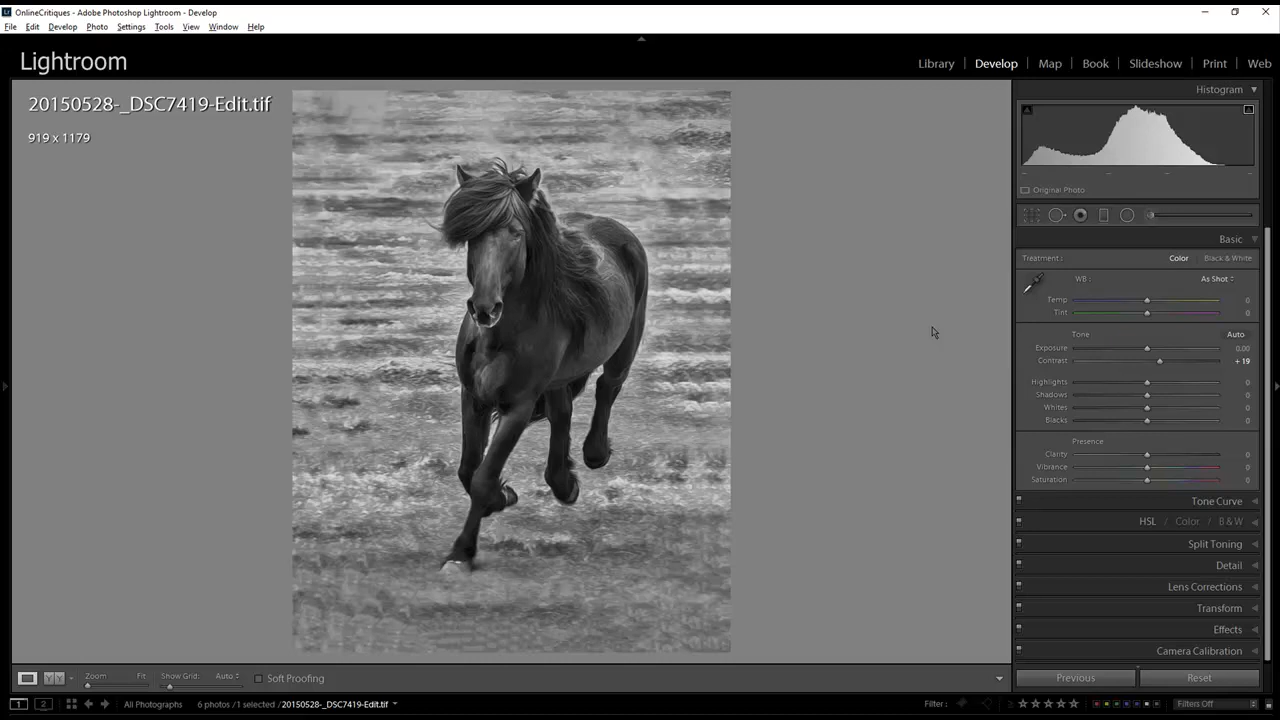 OnlineCritiques - Adobe Photoshop Lightroom - Develop
File Edit Develop Photo Settings Tools View Window Help
Lightroom
Library Develop Map Book Slideshow Print Web
20150528-_DSC7419-Edit.tif
919 x 1179
Histogram
Original Photo
Basic
Treatment : Color Black & White
WB : As Shot
Temp 0
Tint 0
Tone Auto
Exposure 0.00
Contrast + 19
Highlights 0
Shadows 0
Whites 0
Blacks 0
Presence
Clarity 0
Vibrance 0
Saturation 0
Tone Curve
HSL / Color / B & W
Split Toning
Detail
Lens Corrections
Transform
Effects
Camera Calibration
Zoom Fit Show Grid: Auto Soft Proofing
Previous Reset
1 2 All Photographs 6 photos /1 selected /20150528-_DSC7419-Edit.tif Filter : Filters Off